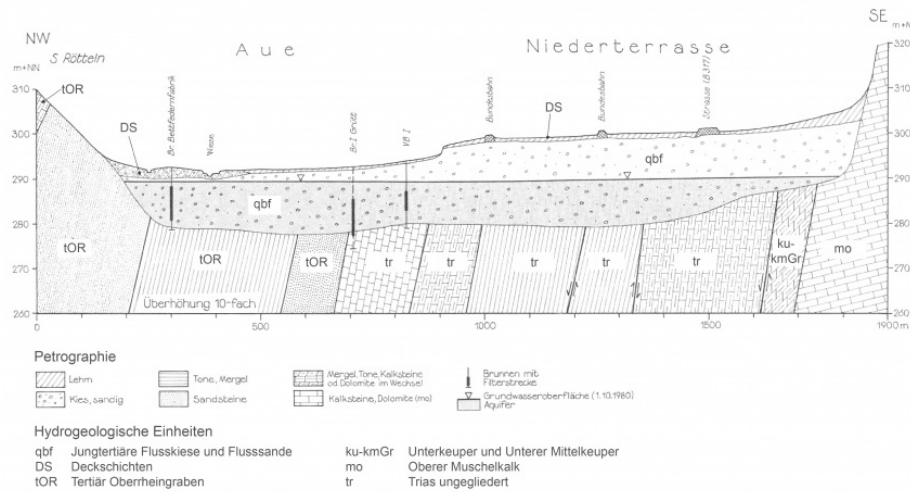 NW
SE
m+NN
m+N
S Rötteln
Aue
Niederterrasse
tOR
DS
Br. Bettfedernfabrik
Wiese
Br. I Grütt
VB I
Bundesbahn
DS
Bundesbahn
Strasse (B 317)
320
310
310
300
300
290
290
280
280
270
270
260
260
qbf
qbf
tOR
tOR
tOR
tr
tr
tr
tr
tr
ku-
kmGr
mo
Überhöhung 10-fach
0
500
1000
1500
1900 m
Petrographie
Lehm
Kies, sandig
Tone, Mergel
Sandsteine
Mergel, Tone, Kalksteine
od. Dolomite im Wechsel
Kalksteine, Dolomite (mo)
Brunnen mit
Filterstrecke
Grundwasseroberfläche (1.10.1980)
Aquifer
Hydrogeologische Einheiten
qbf Jungtertiäre Flusskiese und Flusssande
DS Deckschichten
tOR Tertiär Oberrheingraben
ku-kmGr Unterkeuper und Unterer Mittelkeuper
mo Oberer Muschelkalk
tr Trias ungegliedert